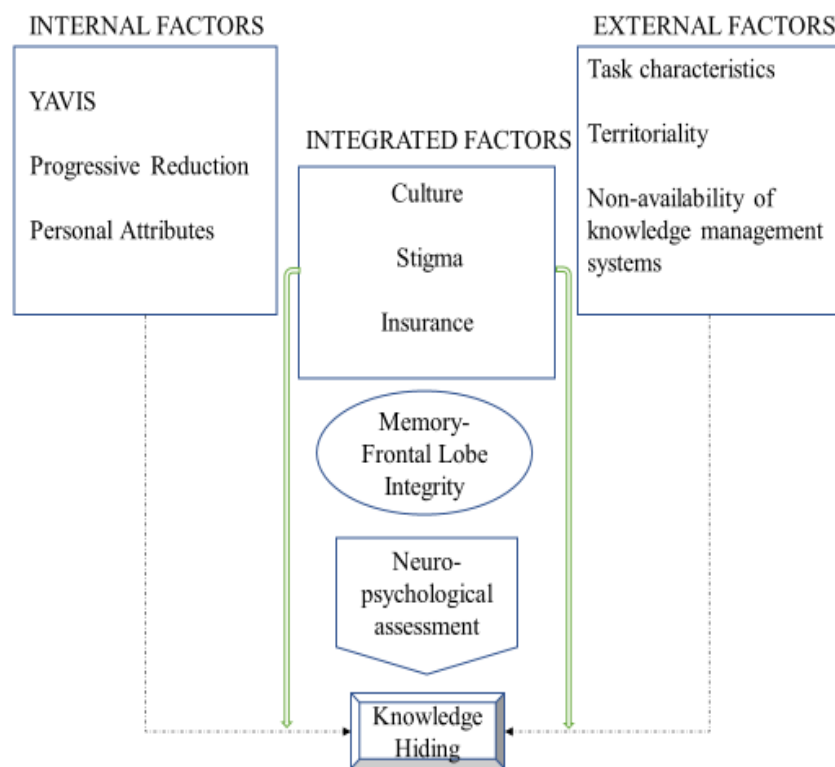 INTERNAL FACTORS
YAVIS
Progressive Reduction
Personal Attributes
INTEGRATED FACTORS
Culture
Stigma
Insurance
EXTERNAL FACTORS
Task characteristics
Territoriality
Non-availability of
knowledge management
systems
Memory-
Frontal Lobe
Integrity
Neuro-
psychological
assessment
Knowledge
Hiding